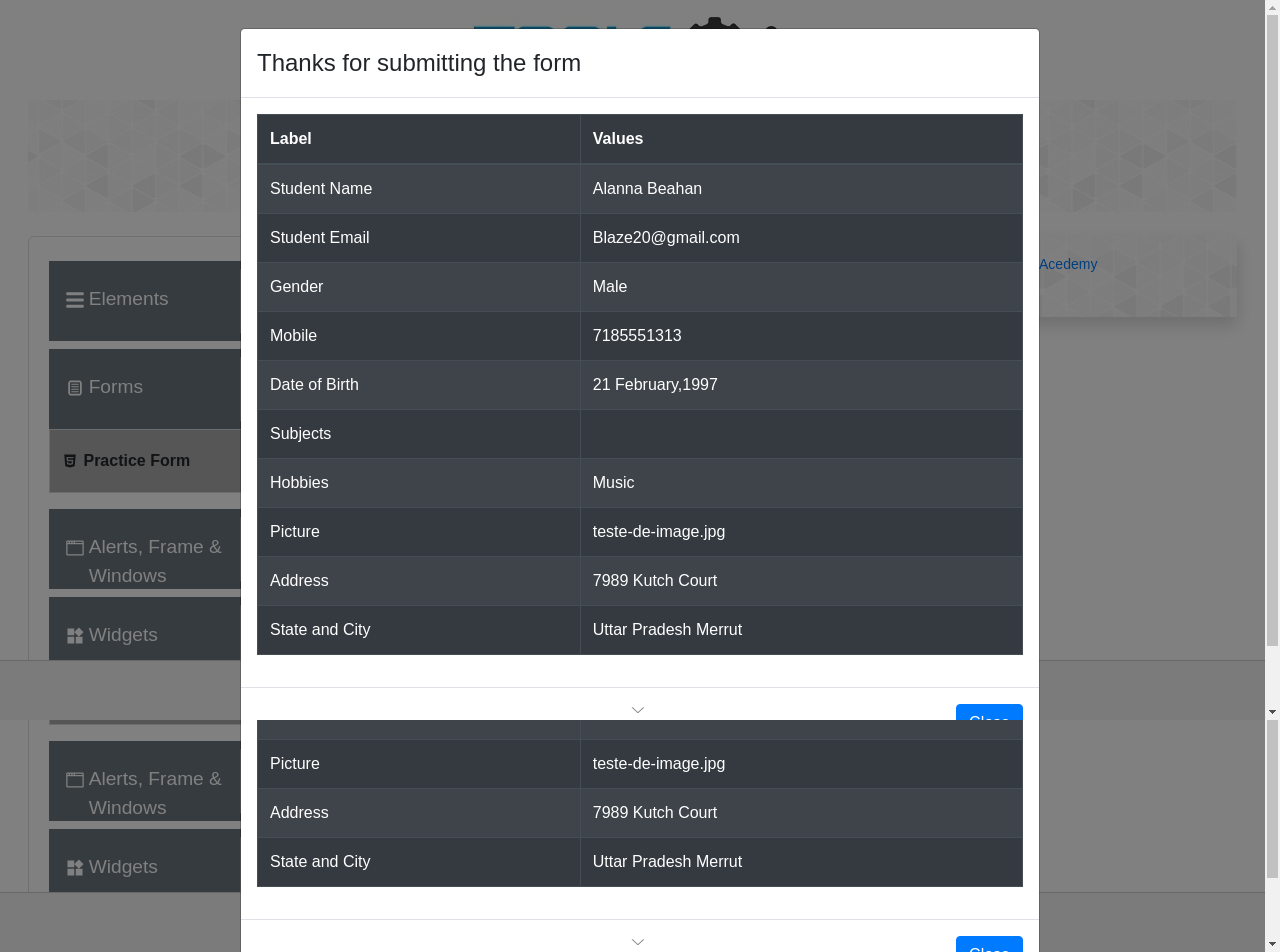 Thanks for submitting the form
Label Values
Student Name Alanna Beahan
Student Email Blaze20@gmail.com
Gender Male
Mobile 7185551313
Date of Birth 21 February,1997
Subjects
Hobbies Music
Picture teste-de-image.jpg
Address 7989 Kutch Court
State and City Uttar Pradesh Merrut
Close
Elements
Forms
Practice Form
Alerts, Frame &
Windows
Widgets
Acedemy
Picture teste-de-image.jpg
Address 7989 Kutch Court
State and City Uttar Pradesh Merrut
Close
Alerts, Frame &
Windows
Widgets